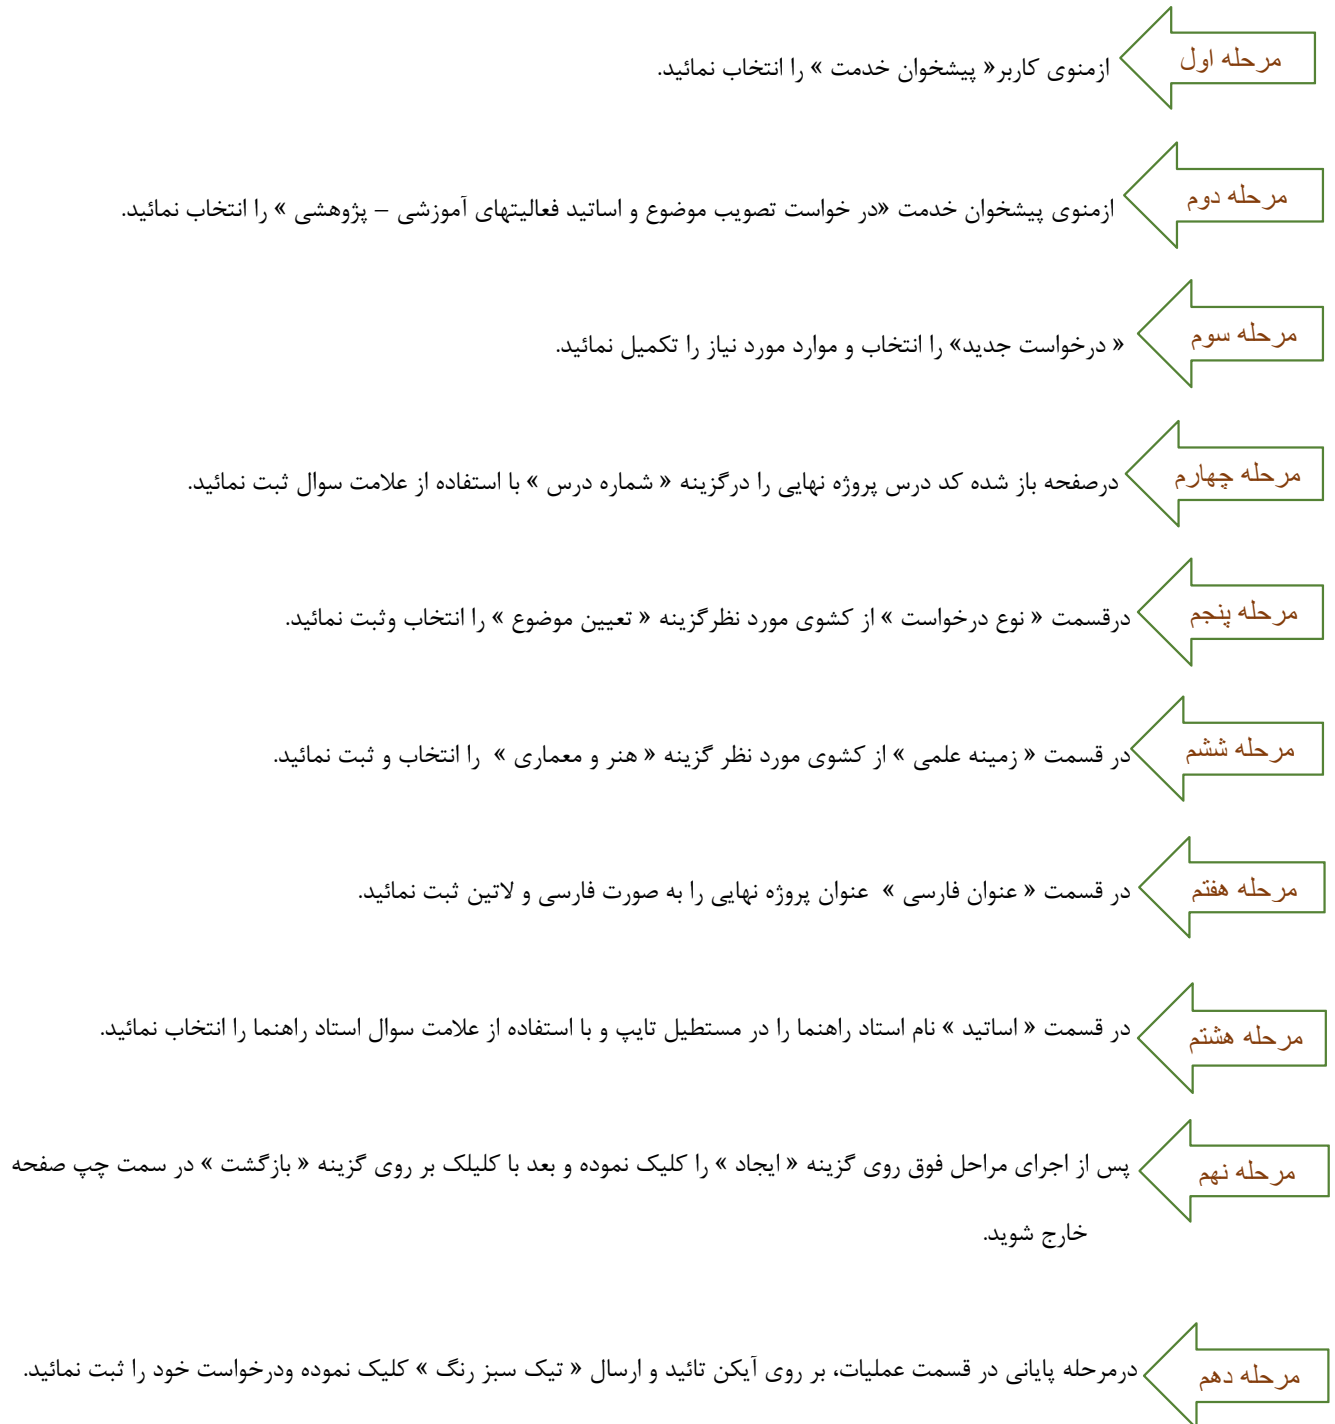 مرحله اول
ازمنوی کاربر« پیشخوان خدمت » را انتخاب نمائید.
مرحله دوم
ازمنوی پیشخوان خدمت «در خواست تصویب موضوع و اساتید فعالیتهای آموزشی – پژوهشی » را انتخاب نمائید.
مرحله سوم
« درخواست جدید» را انتخاب و موارد مورد نیاز را تکمیل نمائید.
مرحله چهارم
درصفحه باز شده کد درس پروژه نهایی را درگزینه « شماره درس » با استفاده از علامت سوال ثبت نمائید.
مرحله پنجم
درقسمت « نوع درخواست » از کشوی مورد نظرگزینه « تعیین موضوع » را انتخاب وثبت نمائید.
مرحله ششم
در قسمت « زمینه علمی » از کشوی مورد نظر گزینه « هنر و معماری » را انتخاب و ثبت نمائید.
مرحله هفتم
در قسمت « عنوان فارسی » عنوان پروژه نهایی را به صورت فارسی و لاتین ثبت نمائید.
مرحله هشتم
در قسمت « اساتید » نام استاد راهنما را در مستطیل تایپ و با استفاده از علامت سوال استاد راهنما را انتخاب نمائید.
مرحله نهم
پس از اجرای مراحل فوق روی گزینه « ایجاد » را کلیک نموده و بعد با کلیلک بر روی گزینه « بازگشت » در سمت چپ صفحه
خارج شوید.
مرحله دهم
درمرحله پایانی در قسمت عملیات، بر روی آیکن تائید و ارسال « تیک سبز رنگ » کلیک نموده ودرخواست خود را ثبت نمائید.